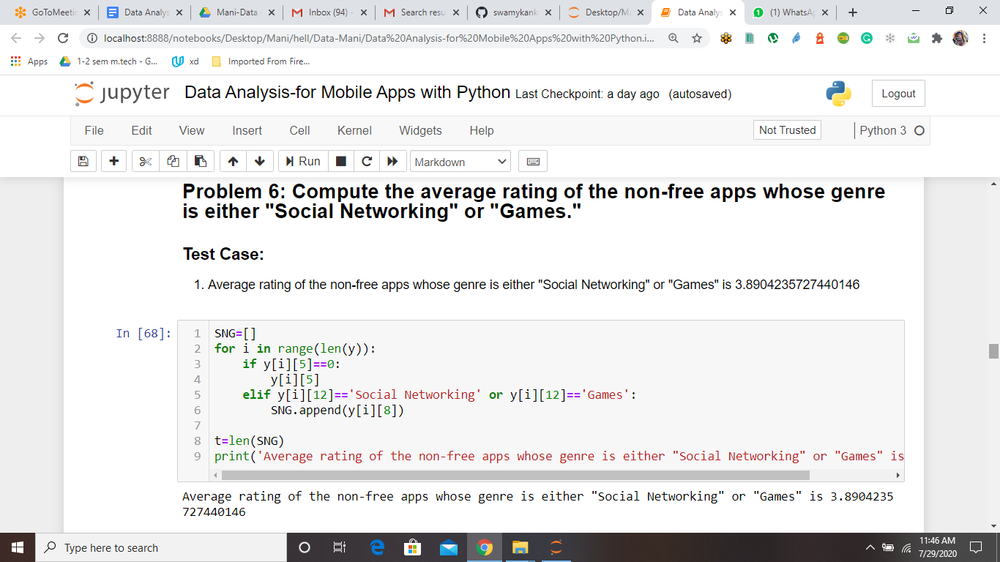 GoToMeetin
Data Analys
Mani-Data
Inbox (94) -
Search resu
swamykank
Desktop/Ma
Data Analys
(1) WhatsAp
localhost:8888/notebooks/Desktop/Mani/hell/Data-Mani/Data%20Analysis-for%20Mobile%20Apps%20with%20Python.i...
Apps
1-2 sem m.tech - G...
xd
Imported From Fire...
jupyter
Data Analysis-for Mobile Apps with Python Last Checkpoint: a day ago (autosaved)
Logout
File Edit View Insert Cell Kernel Widgets Help
Not Trusted
Python 3
Run
Markdown
Problem 6: Compute the average rating of the non-free apps whose genre
is either "Social Networking" or "Games."
Test Case:
1. Average rating of the non-free apps whose genre is either "Social Networking" or "Games" is 3.8904235727440146
In [68]:
1 SNG=[]
2 for i in range(len(y)):
3     if y[i][5]==0:
4         y[i][5]
5     elif y[i][12]=='Social Networking' or y[i][12]=='Games':
6         SNG.append(y[i][8])
7
8 t=len(SNG)
9 print('Average rating of the non-free apps whose genre is either "Social Networking" or "Games" is
Average rating of the non-free apps whose genre is either "Social Networking" or "Games" is 3.8904235
727440146
Type here to search
11:46 AM
7/29/2020